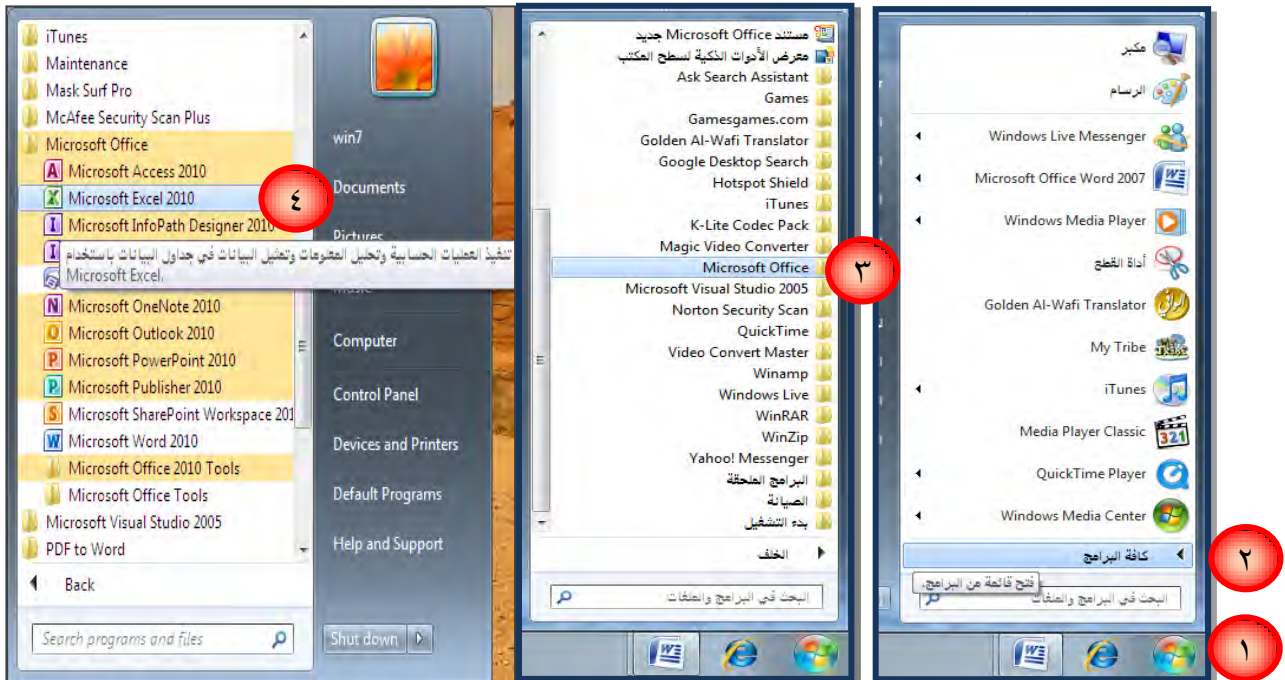 مكبر
الرسام
Windows Live Messenger
Microsoft Office Word 2007
Windows Media Player
أداة القطع
Golden Al-Wafi Translator
My Tribe
iTunes
Media Player Classic
QuickTime Player
Windows Media Center
كافة البرامج
فتح قائمة من البرامج.
البحث في البرامج والملفات
٢
١
مستند Microsoft Office جديد
معرض الأدوات الذكية لسطح المكتب
Ask Search Assistant
Games
Gamesgames.com
Golden Al-Wafi Translator
Google Desktop Search
Hotspot Shield
iTunes
K-Lite Codec Pack
Magic Video Converter
Microsoft Office
Microsoft Visual Studio 2005
Norton Security Scan
QuickTime
Video Convert Master
Winamp
Windows Live
WinRAR
WinZip
Yahoo! Messenger
البرامج الملحقة
الصيانة
بدء التشغيل
الخلف
البحث في البرامج والملفات
٣
iTunes
Maintenance
Mask Surf Pro
McAfee Security Scan Plus
Microsoft Office
Microsoft Access 2010
Microsoft Excel 2010
Microsoft InfoPath Designer 2010
تنفيذ العمليات الحسابية وتحليل المعلومات وتمثيل البيانات في جداول البيانات باستخدام
Microsoft Excel.
Microsoft OneNote 2010
Microsoft Outlook 2010
Microsoft PowerPoint 2010
Microsoft Publisher 2010
Microsoft SharePoint Workspace 201
Microsoft Word 2010
Microsoft Office 2010 Tools
Microsoft Office Tools
Microsoft Visual Studio 2005
PDF to Word
Back
Search programs and files
٤
win7
Documents
Pictures
Music
Computer
Control Panel
Devices and Printers
Default Programs
Help and Support
Shut down